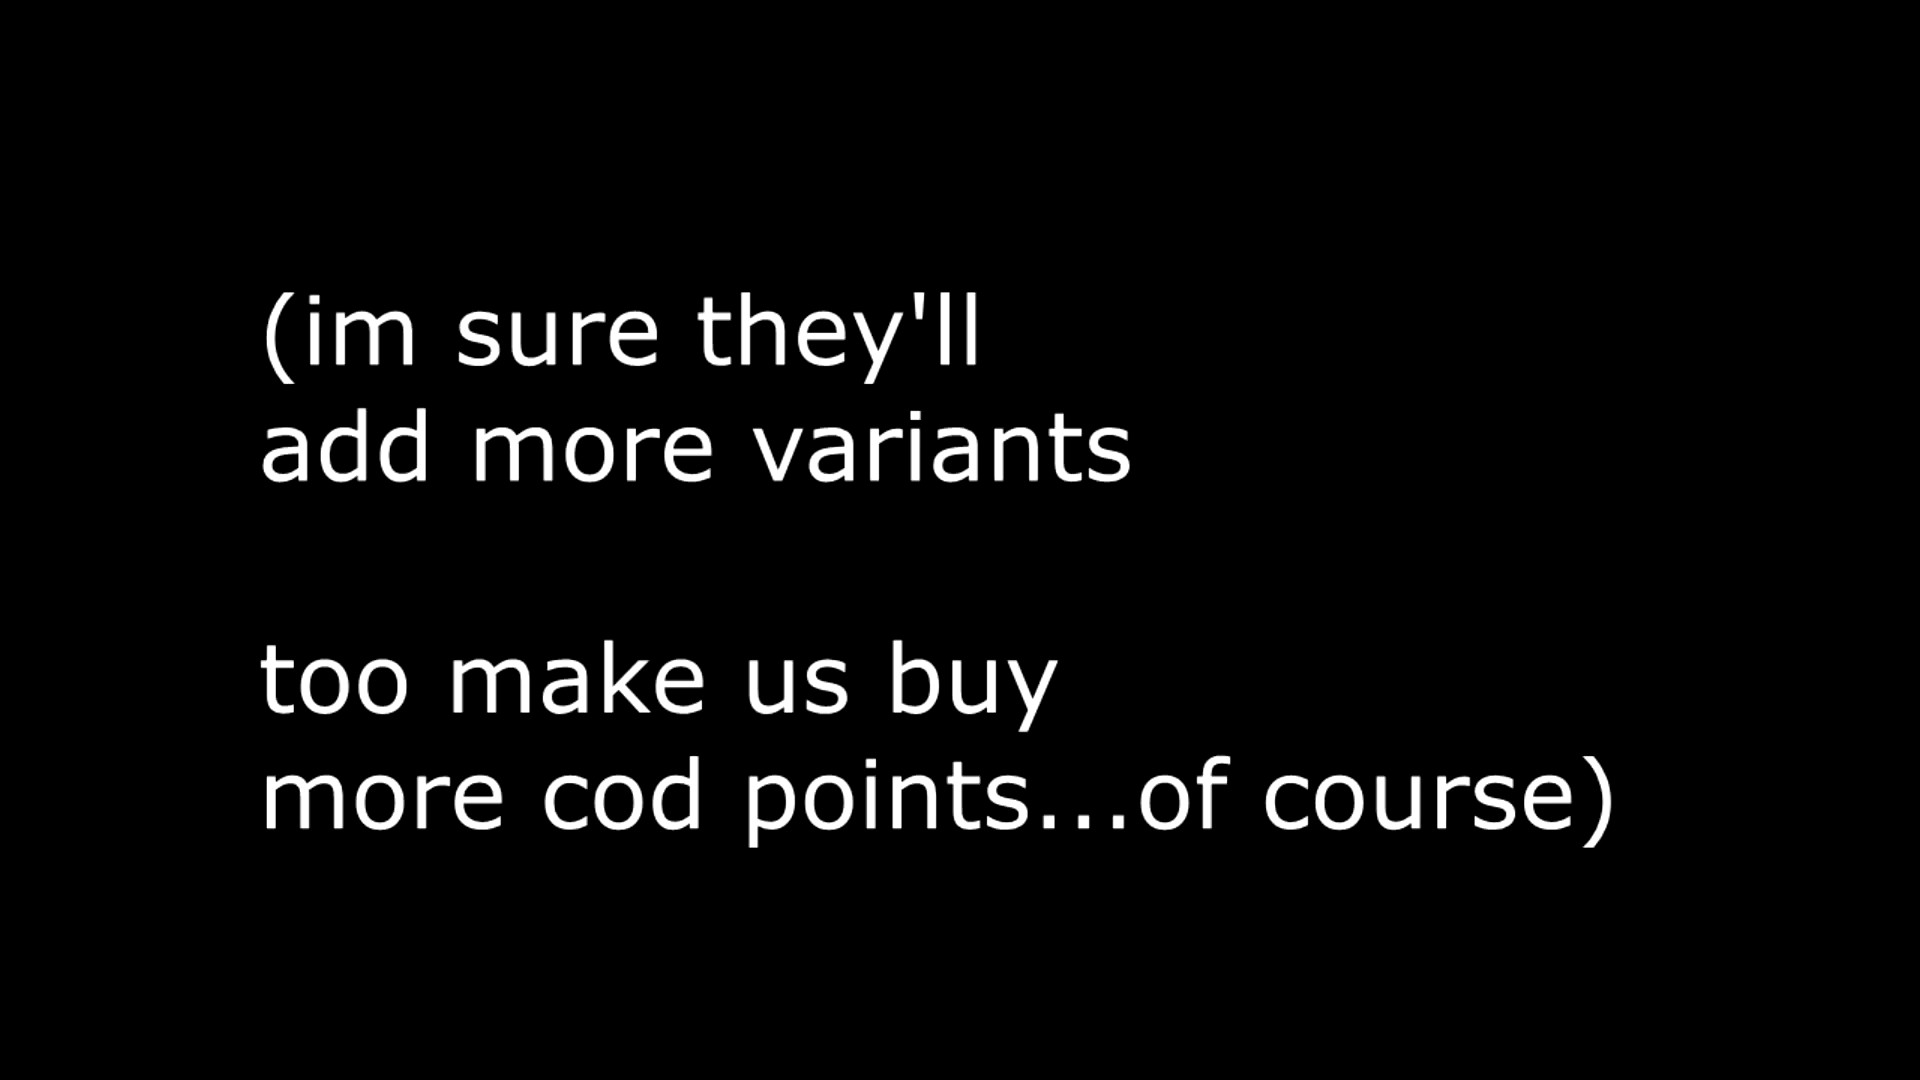 (im sure they'll
add more variants
too make us buy
more cod points...of course)